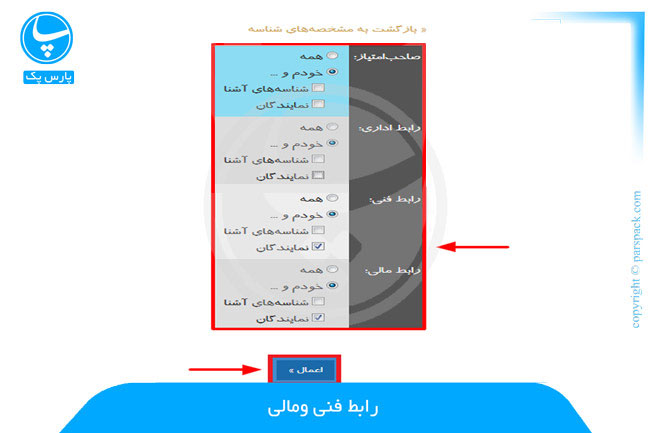 پارس پک
« بازگشت به مشخصه‌های شناسه
صاحب‌امتیاز:
همه
خودم و ...
شناسه‌های آشنا
نمایندگان
رابط اداری:
همه
خودم و ...
شناسه‌های آشنا
نمایندگان
رابط فنی:
همه
خودم و ...
شناسه‌های آشنا
نمایندگان
رابط مالی:
همه
خودم و ...
شناسه‌های آشنا
نمایندگان
اعمال »
رابط فنی ومالی
copyright © parspack.com